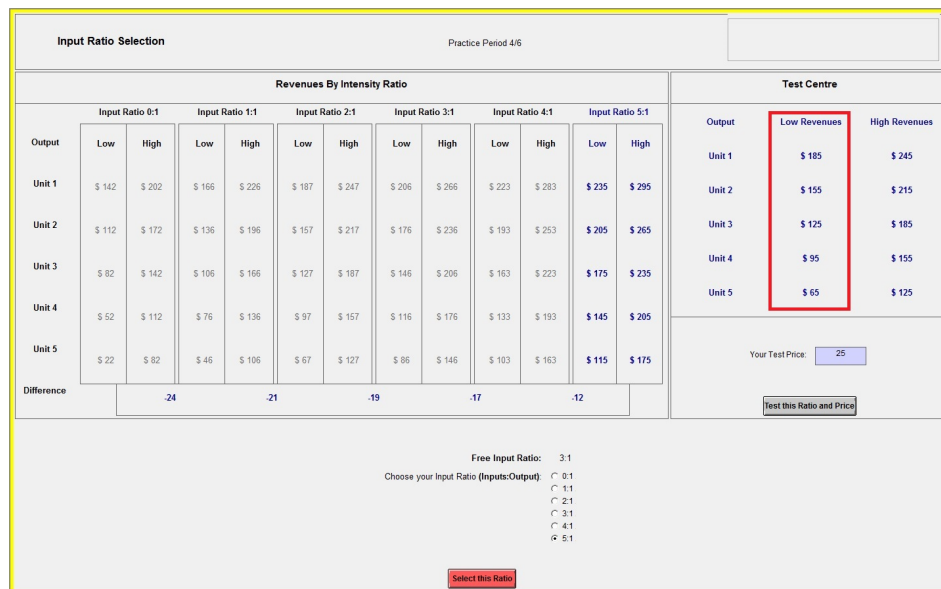 Input Ratio Selection
Practice Period 4/6
Revenues By Intensity Ratio
Input Ratio 0:1 Input Ratio 1:1 Input Ratio 2:1 Input Ratio 3:1 Input Ratio 4:1 Input Ratio 5:1
Output Low High Low High Low High Low High Low High Low High
Unit 1 $ 142 $ 202 $ 166 $ 226 $ 187 $ 247 $ 206 $ 266 $ 223 $ 283 $ 235 $ 295
Unit 2 $ 112 $ 172 $ 136 $ 196 $ 157 $ 217 $ 176 $ 236 $ 193 $ 253 $ 205 $ 265
Unit 3 $ 82 $ 142 $ 106 $ 166 $ 127 $ 187 $ 146 $ 206 $ 163 $ 223 $ 175 $ 235
Unit 4 $ 52 $ 112 $ 76 $ 136 $ 97 $ 157 $ 116 $ 176 $ 133 $ 193 $ 145 $ 205
Unit 5 $ 22 $ 82 $ 46 $ 106 $ 67 $ 127 $ 86 $ 146 $ 103 $ 163 $ 115 $ 175
Difference -24 -21 -19 -17 -12
Test Centre
Output Low Revenues High Revenues
Unit 1 $ 185 $ 245
Unit 2 $ 155 $ 215
Unit 3 $ 125 $ 185
Unit 4 $ 95 $ 155
Unit 5 $ 65 $ 125
Your Test Price: 25
Test this Ratio and Price
Free Input Ratio: 3:1
Choose your Input Ratio (Inputs:Output): 0:1
1:1
2:1
3:1
4:1
5:1
Select this Ratio